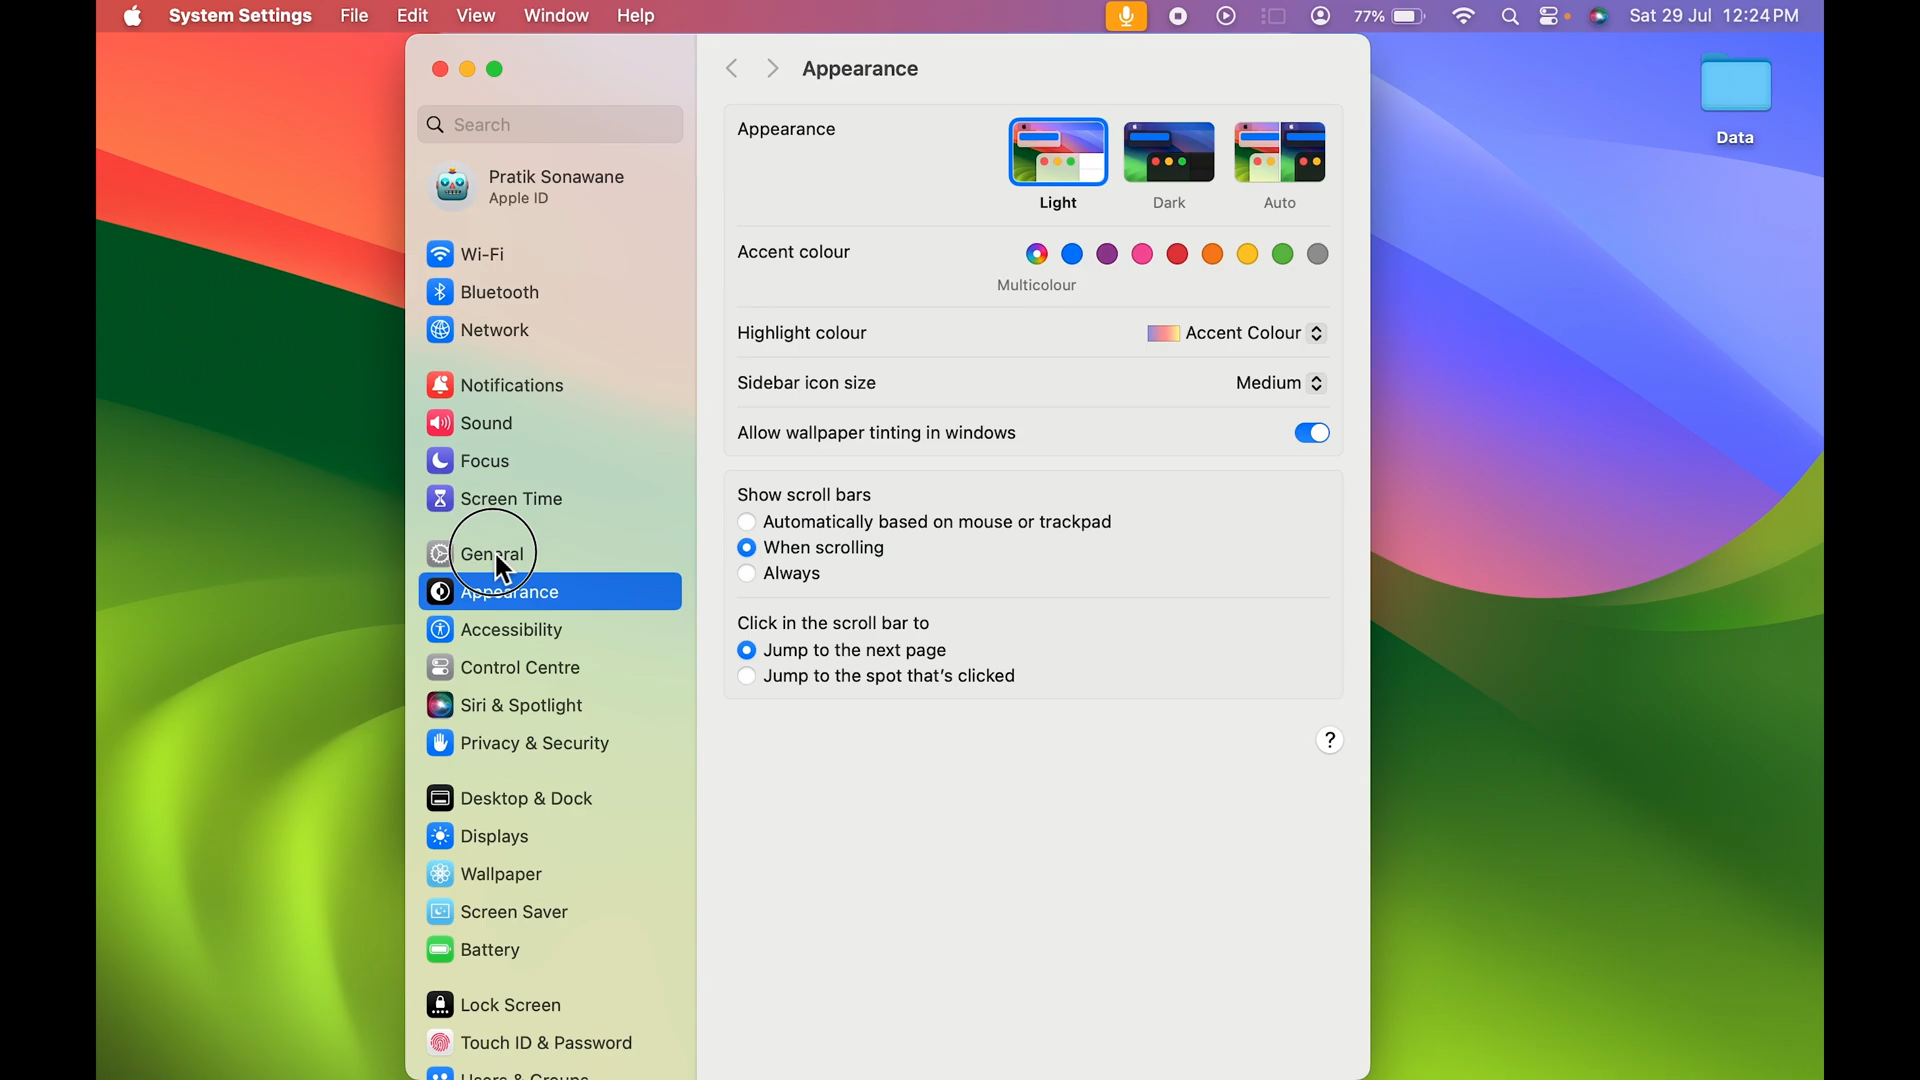 System Settings File Edit View Window Help 77% Sat 29 Jul 12:24 PM
Data
Search
Pratik Sonawane
Apple ID
Wi-Fi
Bluetooth
Network
Notifications
Sound
Focus
Screen Time
General
Appearance
Accessibility
Control Centre
Siri & Spotlight
Privacy & Security
Desktop & Dock
Displays
Wallpaper
Screen Saver
Battery
Lock Screen
Touch ID & Password
Users & Groups
Appearance
Appearance
Light Dark Auto
Accent colour
Multicolour
Highlight colour Accent Colour
Sidebar icon size Medium
Allow wallpaper tinting in windows
Show scroll bars
Automatically based on mouse or trackpad
When scrolling
Always
Click in the scroll bar to
Jump to the next page
Jump to the spot that's clicked
?